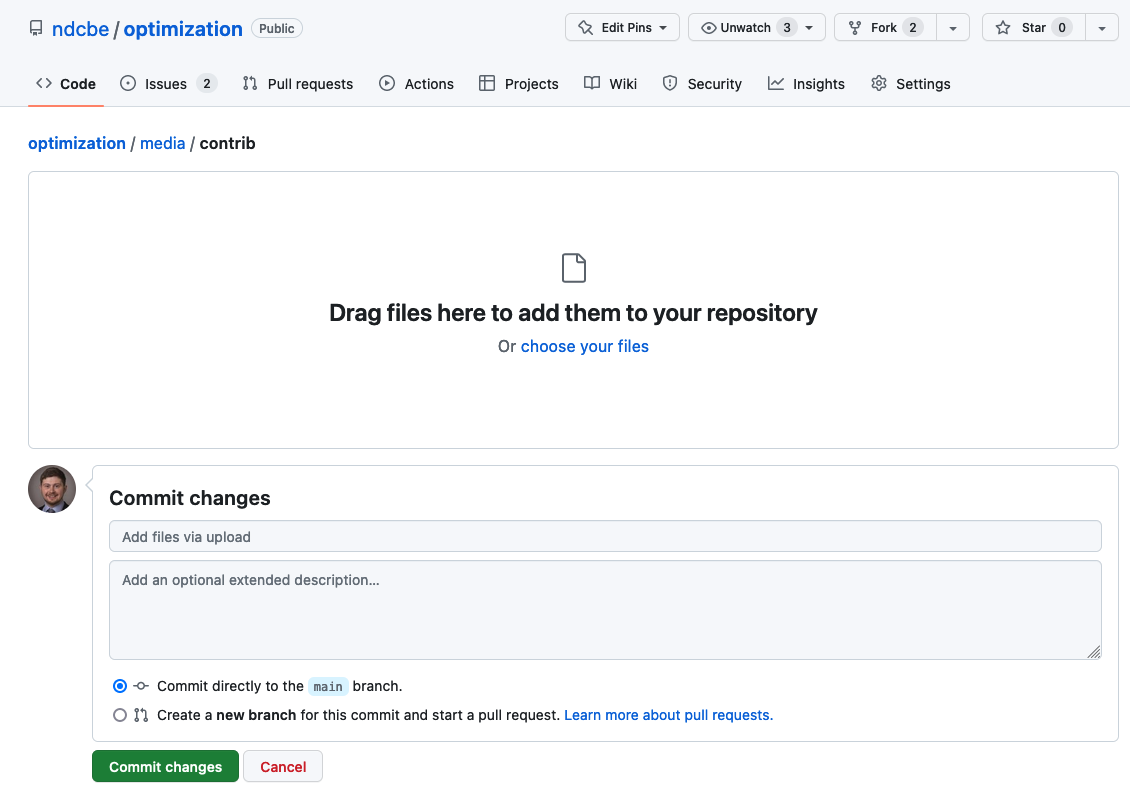 ndcbe / optimization Public Edit Pins Unwatch 3 Fork 2 Star 0
Code Issues 2 Pull requests Actions Projects Wiki Security Insights Settings
optimization / media / contrib
Drag files here to add them to your repository
Or choose your files
Commit changes
Add files via upload
Add an optional extended description...
Commit directly to the main branch.
Create a new branch for this commit and start a pull request. Learn more about pull requests.
Commit changes Cancel